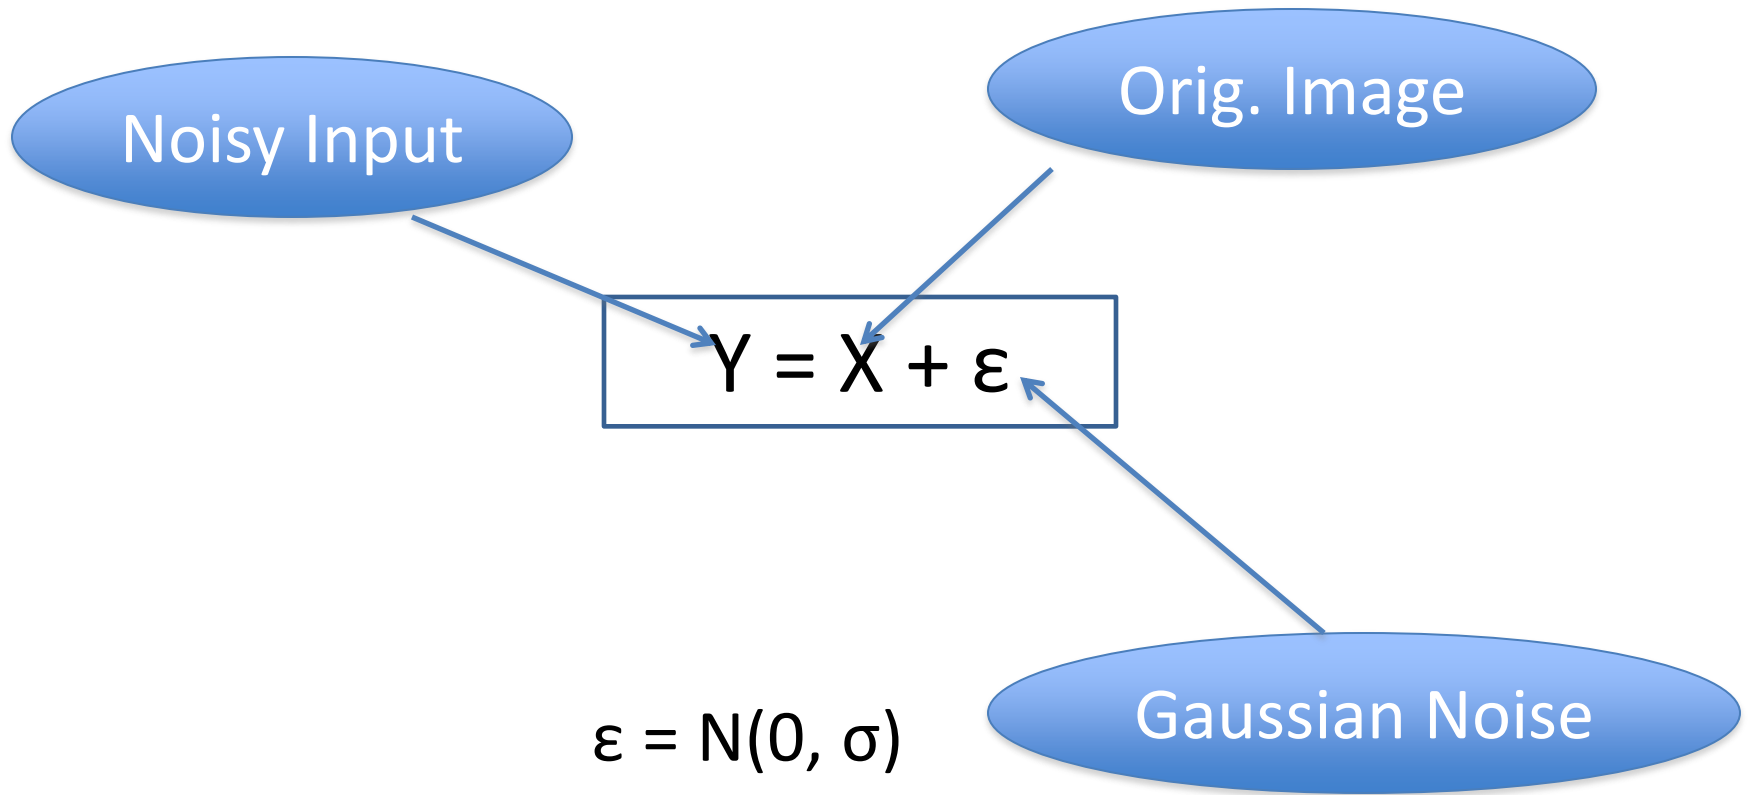 Orig. Image
Noisy Input
Y = X + ε
Gaussian Noise
ε = N(0, σ)